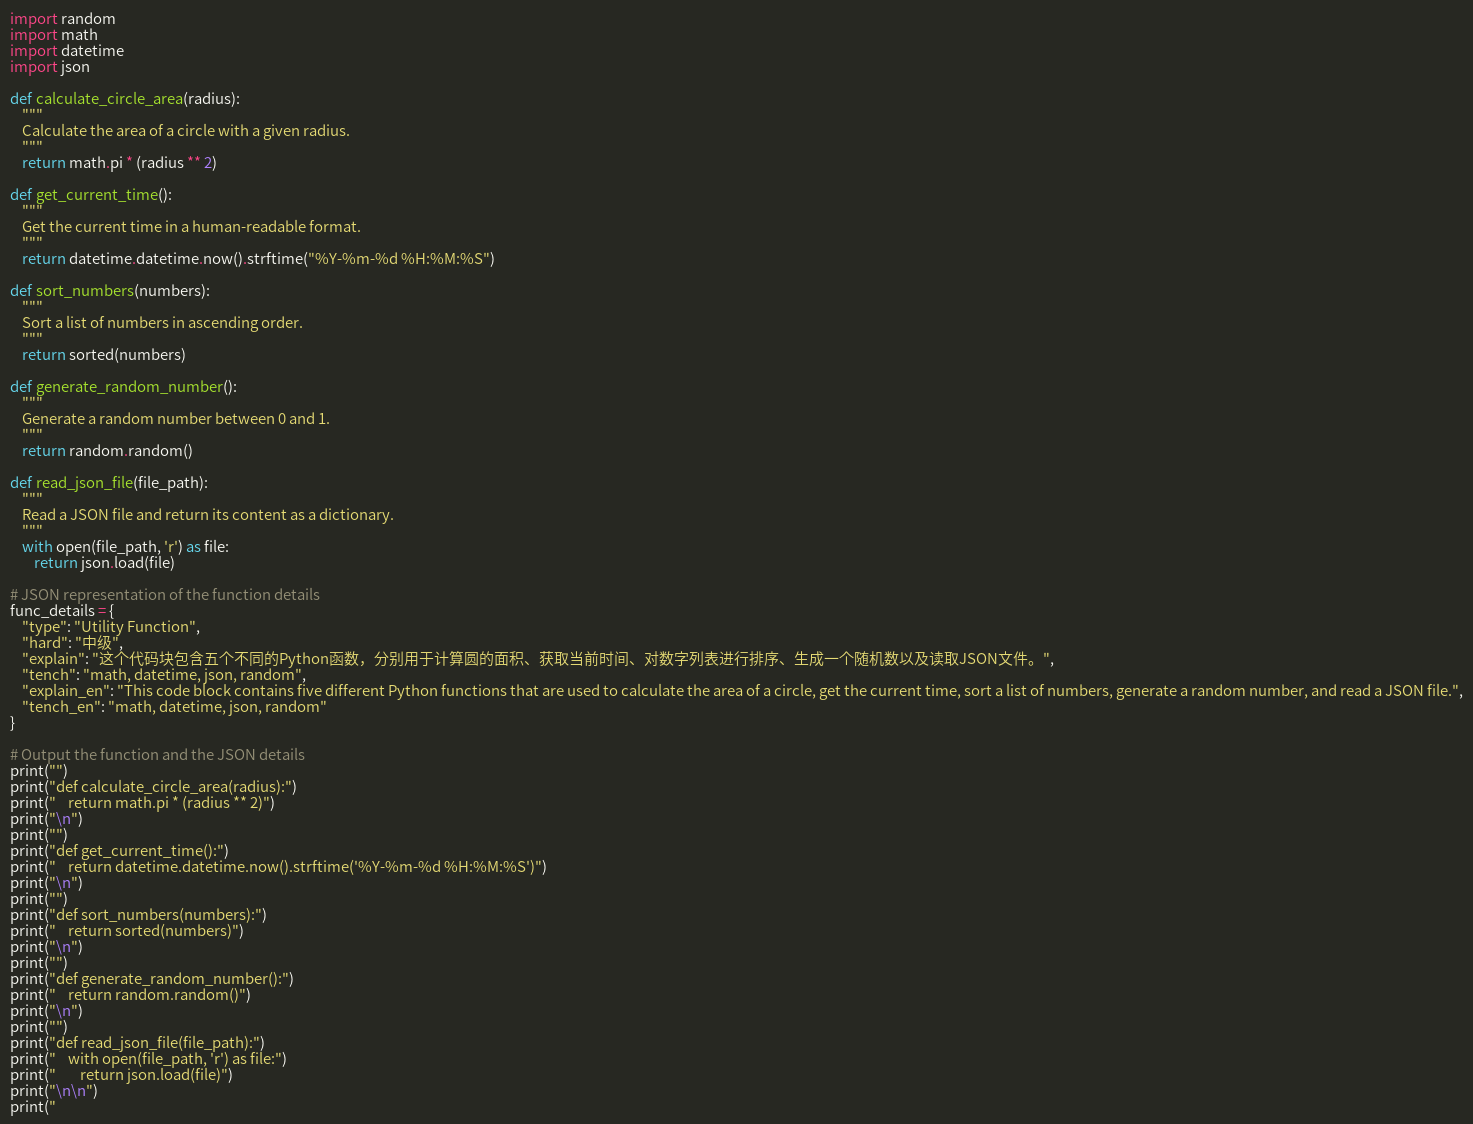 import random
import math
import datetime
import json

def calculate_circle_area(radius):
    """
    Calculate the area of a circle with a given radius.
    """
    return math.pi * (radius ** 2)

def get_current_time():
    """
    Get the current time in a human-readable format.
    """
    return datetime.datetime.now().strftime("%Y-%m-%d %H:%M:%S")

def sort_numbers(numbers):
    """
    Sort a list of numbers in ascending order.
    """
    return sorted(numbers)

def generate_random_number():
    """
    Generate a random number between 0 and 1.
    """
    return random.random()

def read_json_file(file_path):
    """
    Read a JSON file and return its content as a dictionary.
    """
    with open(file_path, 'r') as file:
        return json.load(file)

# JSON representation of the function details
func_details = {
    "type": "Utility Function",
    "hard": "中级",
    "explain": "这个代码块包含五个不同的Python函数，分别用于计算圆的面积、获取当前时间、对数字列表进行排序、生成一个随机数以及读取JSON文件。",
    "tench": "math, datetime, json, random",
    "explain_en": "This code block contains five different Python functions that are used to calculate the area of a circle, get the current time, sort a list of numbers, generate a random number, and read a JSON file.",
    "tench_en": "math, datetime, json, random"
}

# Output the function and the JSON details
print("")
print("def calculate_circle_area(radius):")
print("    return math.pi * (radius ** 2)")
print("\n")
print("")
print("def get_current_time():")
print("    return datetime.datetime.now().strftime('%Y-%m-%d %H:%M:%S')")
print("\n")
print("")
print("def sort_numbers(numbers):")
print("    return sorted(numbers)")
print("\n")
print("")
print("def generate_random_number():")
print("    return random.random()")
print("\n")
print("")
print("def read_json_file(file_path):")
print("    with open(file_path, 'r') as file:")
print("        return json.load(file)")
print("\n\n")
print("